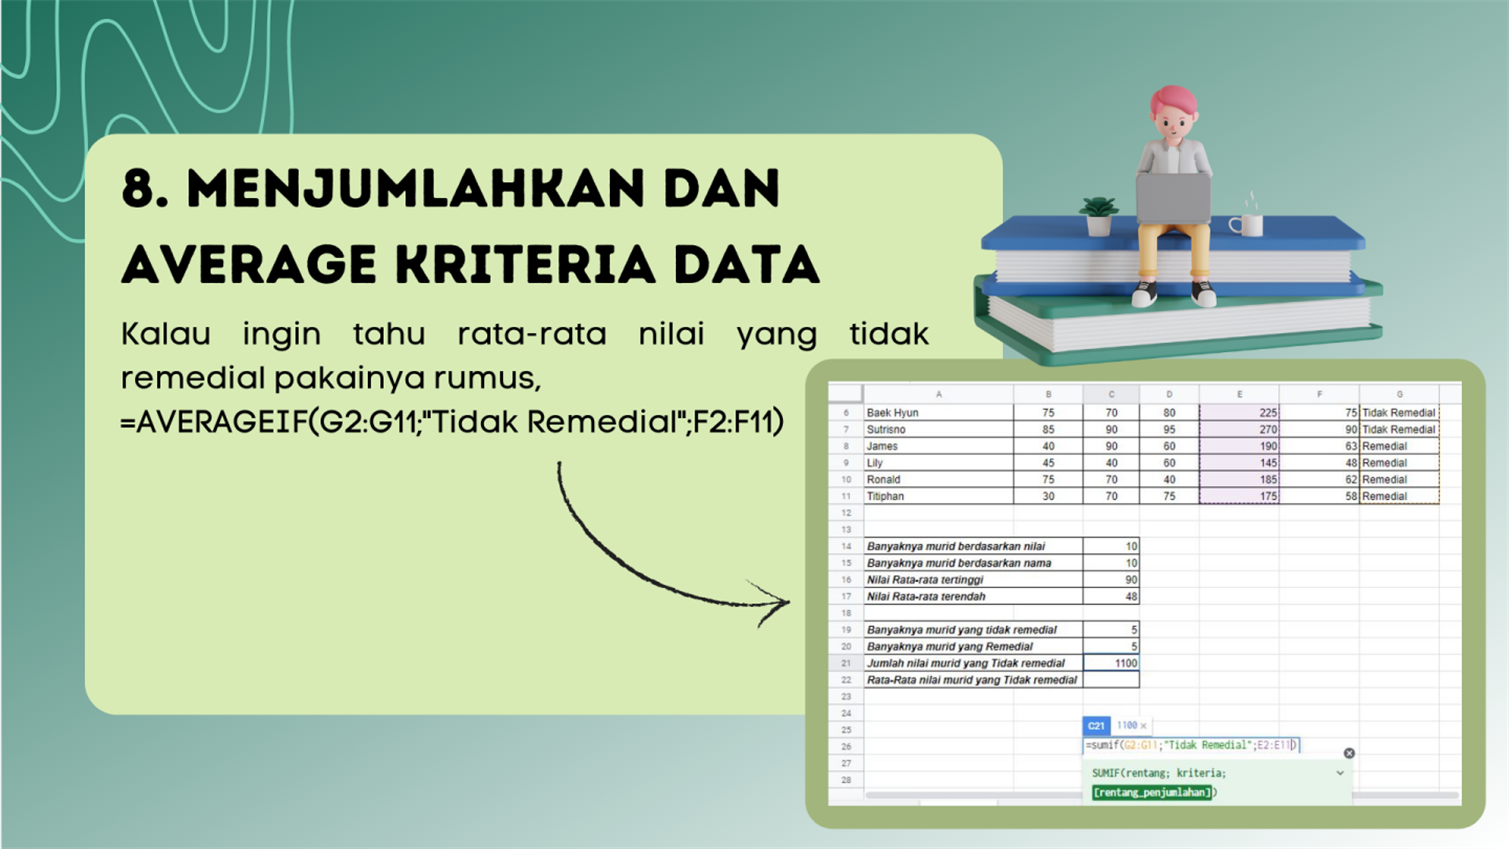 8. MENJUMLAHKAN DAN
AVERAGE KRITERIA DATA
Kalau ingin tahu rata-rata nilai yang tidak
remedial pakainya rumus,
=AVERAGEIF(G2:G11;"Tidak Remedial";F2:F11)
A B C D E F G
6 Baek Hyun 75 70 80 225 75 Tidak Remedial
7 Sutrisno 85 90 95 270 90 Tidak Remedial
8 James 40 90 60 190 63 Remedial
9 Lily 45 40 60 145 48 Remedial
10 Ronald 75 70 40 185 62 Remedial
11 Titiphan 30 70 75 175 58 Remedial
12
13
14 Banyaknya murid berdasarkan nilai 10
15 Banyaknya murid berdasarkan nama 10
16 Nilai Rata-rata tertinggi 90
17 Nilai Rata-rata terendah 48
18
19 Banyaknya murid yang tidak remedial 5
20 Banyaknya murid yang Remedial 5
21 Jumlah nilai murid yang Tidak remedial 1100
22 Rata-Rata nilai murid yang Tidak remedial
23
24
25 C21 1100 ×
26 =sumif(G2:G11;"Tidak Remedial";E2:E11)
27 SUMIF(rentang; kriteria;
28 [rentang_penjumlahan])